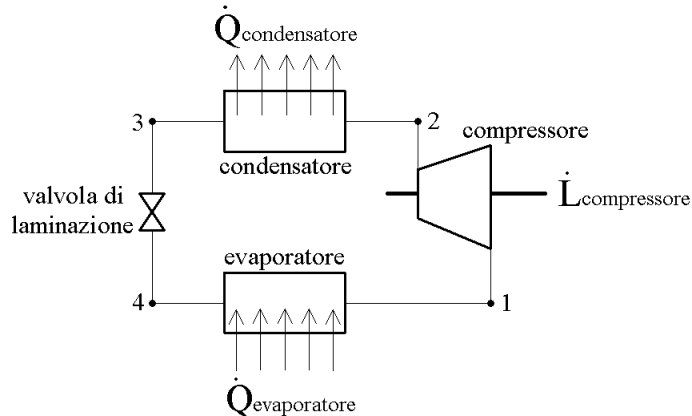 Q̇condensatore
3
2
compressore
condensatore
valvola di
laminazione
L̇compressore
evaporatore
4
1
Q̇evaporatore